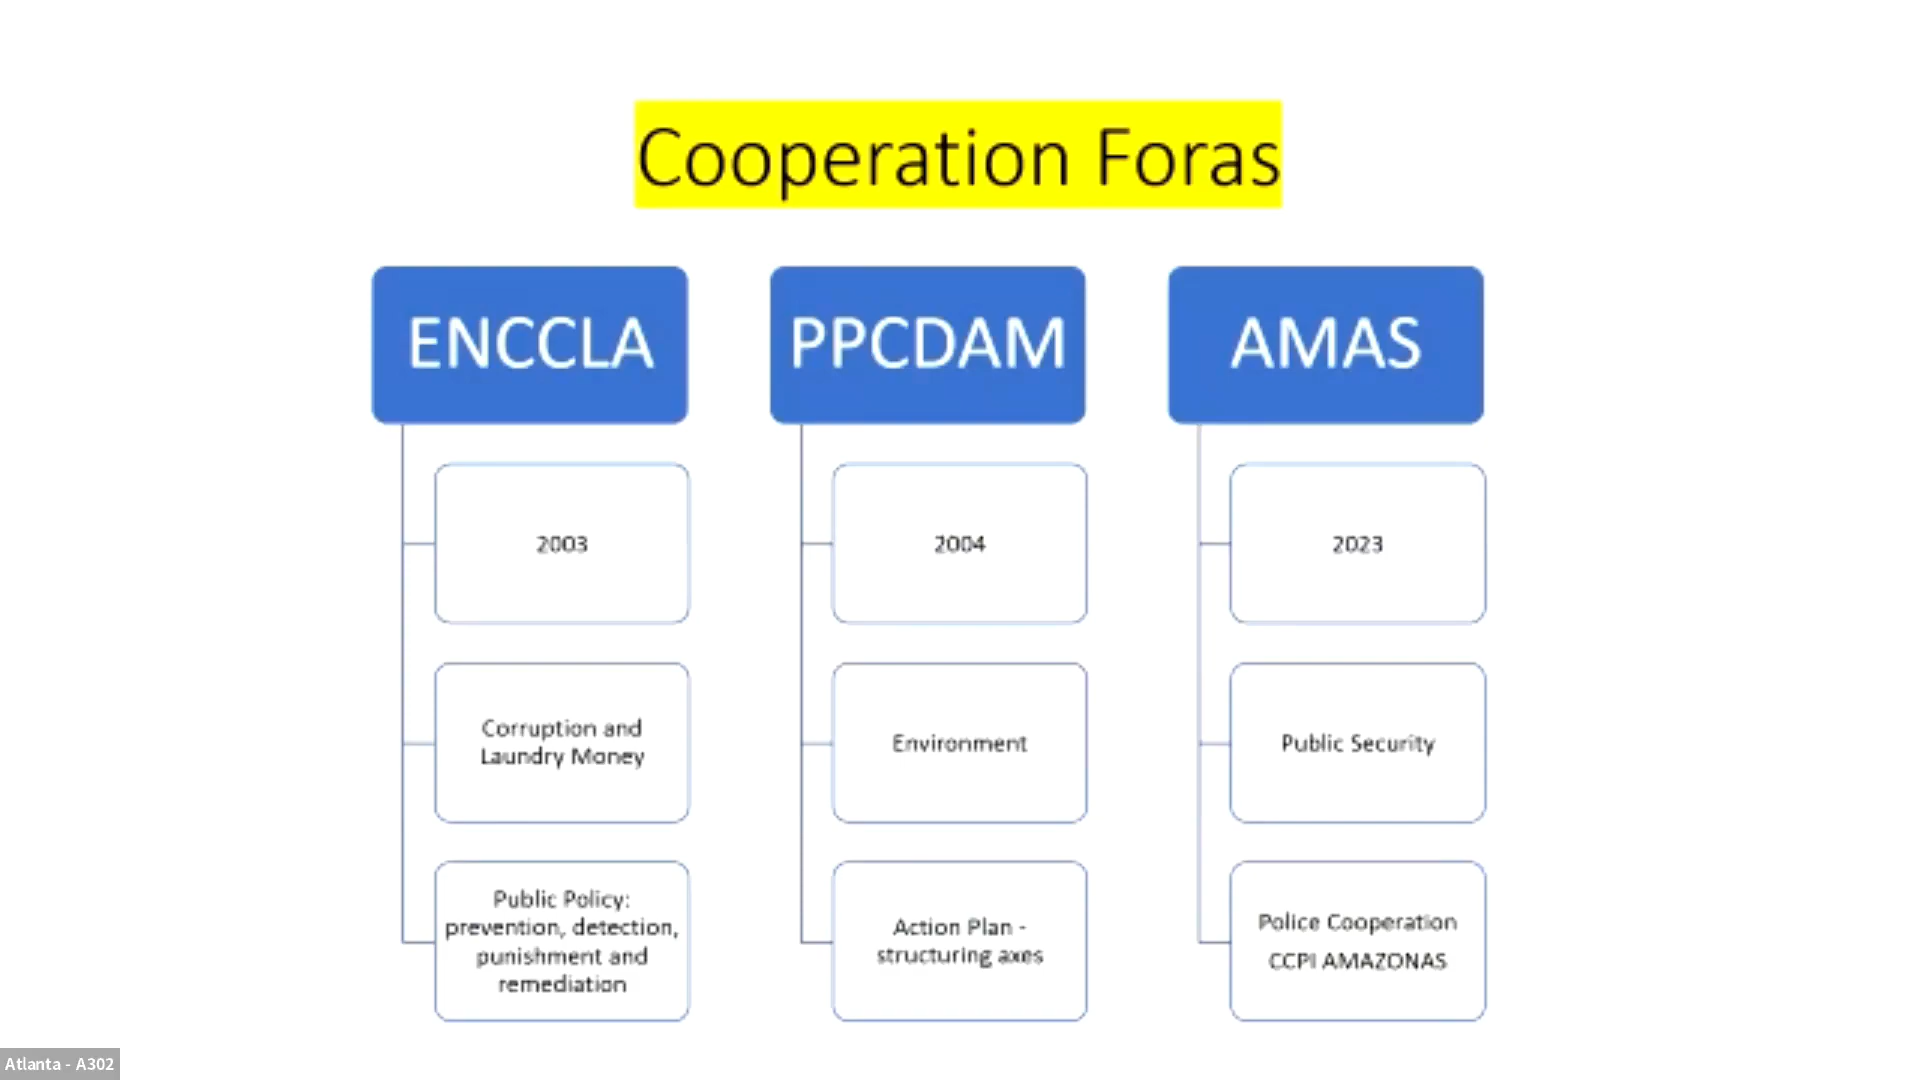 Cooperation Foras
ENCCLA
2003
Corruption and
Laundry Money
Public Policy:
prevention, detection,
punishment and
remediation
PPCDAM
2004
Environment
Action Plan -
structuring axes
AMAS
2023
Public Security
Police Cooperation
CCPI AMAZONAS
Atlanta - A302